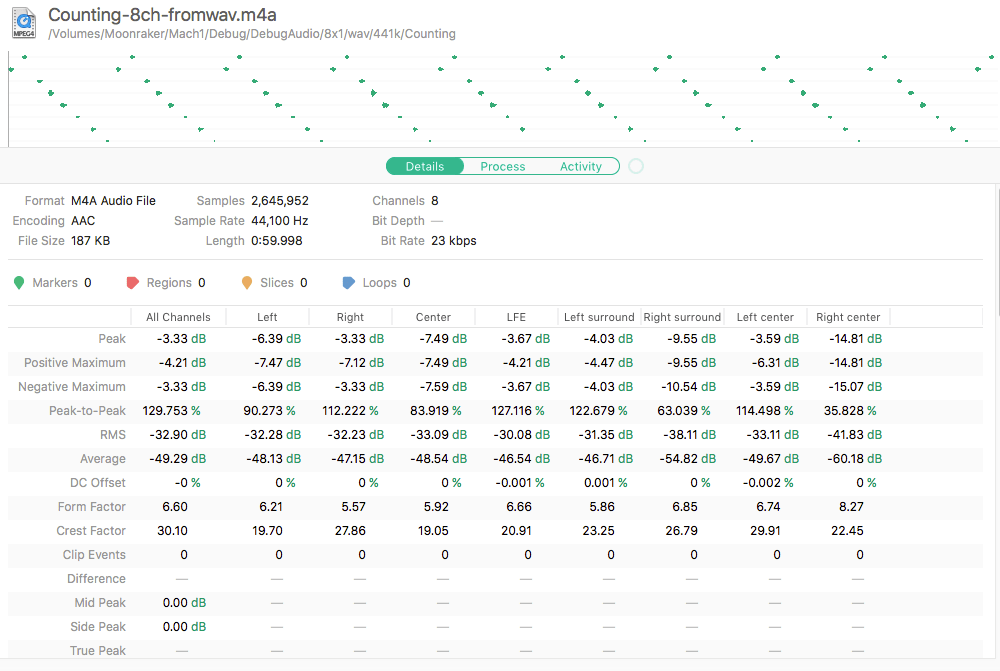 Counting-8ch-fromwav.m4a
MPEG4
/Volumes/Moonraker/Mach1/Debug/DebugAudio/8x1/wav/441k/Counting
Details Process Activity
Format M4A Audio File Samples 2,645,952 Channels 8
Encoding AAC Sample Rate 44,100 Hz Bit Depth —
File Size 187 KB Length 0:59.998 Bit Rate 23 kbps
Markers 0 Regions 0 Slices 0 Loops 0
All Channels Left Right Center LFE Left surround Right surround Left center Right center
Peak -3.33 dB -6.39 dB -3.33 dB -7.49 dB -3.67 dB -4.03 dB -9.55 dB -3.59 dB -14.81 dB
Positive Maximum -4.21 dB -7.47 dB -7.12 dB -7.49 dB -4.21 dB -4.47 dB -9.55 dB -6.31 dB -14.81 dB
Negative Maximum -3.33 dB -6.39 dB -3.33 dB -7.59 dB -3.67 dB -4.03 dB -10.54 dB -3.59 dB -15.07 dB
Peak-to-Peak 129.753 % 90.273 % 112.222 % 83.919 % 127.116 % 122.679 % 63.039 % 114.498 % 35.828 %
RMS -32.90 dB -32.28 dB -32.23 dB -33.09 dB -30.08 dB -31.35 dB -38.11 dB -33.11 dB -41.83 dB
Average -49.29 dB -48.13 dB -47.15 dB -48.54 dB -46.54 dB -46.71 dB -54.82 dB -49.67 dB -60.18 dB
DC Offset -0 % 0 % 0 % 0 % -0.001 % 0.001 % 0 % -0.002 % 0 %
Form Factor 6.60 6.21 5.57 5.92 6.66 5.86 6.85 6.74 8.27
Crest Factor 30.10 19.70 27.86 19.05 20.91 23.25 26.79 29.91 22.45
Clip Events 0 0 0 0 0 0 0 0 0
Difference — — — — — — — — —
Mid Peak 0.00 dB — — — — — — — —
Side Peak 0.00 dB — — — — — — — —
True Peak — — — — — — — — —